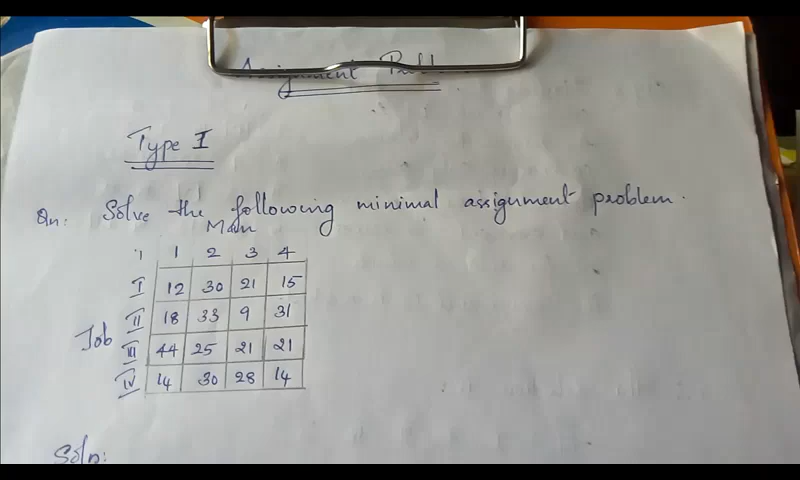 Assignment
Type I
Qn: Solve the following minimal assignment problem.
Man
1 2 3 4
I 12 30 21 15
II 18 33 9 31
Job
III 44 25 21 21
IV 14 30 28 14
Soln: